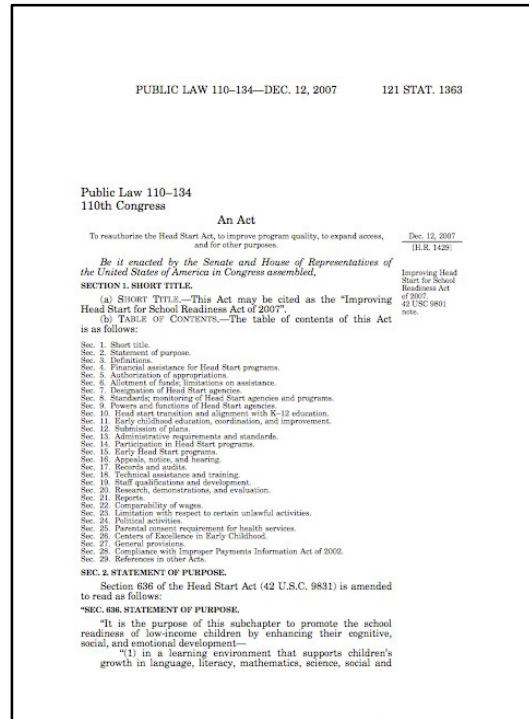 PUBLIC LAW 110–134—DEC. 12, 2007 121 STAT. 1363
Public Law 110–134
110th Congress
An Act
To reauthorize the Head Start Act, to improve program quality, to expand access,
and for other purposes.
Dec. 12, 2007
[H.R. 1429]
Be it enacted by the Senate and House of Representatives of
the United States of America in Congress assembled,
Improving Head
Start for School
Readiness Act
of 2007.
42 USC 9801
note.
SECTION 1. SHORT TITLE.
(a) SHORT TITLE.—This Act may be cited as the “Improving
Head Start for School Readiness Act of 2007”.
(b) TABLE OF CONTENTS.—The table of contents of this Act
is as follows:
Sec. 1. Short title.
Sec. 2. Statement of purpose.
Sec. 3. Definitions.
Sec. 4. Financial assistance for Head Start programs.
Sec. 5. Authorization of appropriations.
Sec. 6. Allotment of funds; limitations on assistance.
Sec. 7. Designation of Head Start agencies.
Sec. 8. Standards; monitoring of Head Start agencies and programs.
Sec. 9. Powers and functions of Head Start agencies.
Sec. 10. Head start transition and alignment with K–12 education.
Sec. 11. Early childhood education, coordination, and improvement.
Sec. 12. Submission of plans.
Sec. 13. Administrative requirements and standards.
Sec. 14. Participation in Head Start programs.
Sec. 15. Early Head Start programs.
Sec. 16. Appeals, notice, and hearing.
Sec. 17. Records and audits.
Sec. 18. Technical assistance and training.
Sec. 19. Staff qualifications and development.
Sec. 20. Research, demonstrations, and evaluation.
Sec. 21. Reports.
Sec. 22. Comparability of wages.
Sec. 23. Limitation with respect to certain unlawful activities.
Sec. 24. Political activities.
Sec. 25. Parental consent requirement for health services.
Sec. 26. Centers of Excellence in Early Childhood.
Sec. 27. General provisions.
Sec. 28. Compliance with Improper Payments Information Act of 2002.
Sec. 29. References in other Acts.
SEC. 2. STATEMENT OF PURPOSE.
Section 636 of the Head Start Act (42 U.S.C. 9831) is amended
to read as follows:
“SEC. 636. STATEMENT OF PURPOSE.
“It is the purpose of this subchapter to promote the school
readiness of low-income children by enhancing their cognitive,
social, and emotional development—
“(1) in a learning environment that supports children’s
growth in language, literacy, mathematics, science, social and